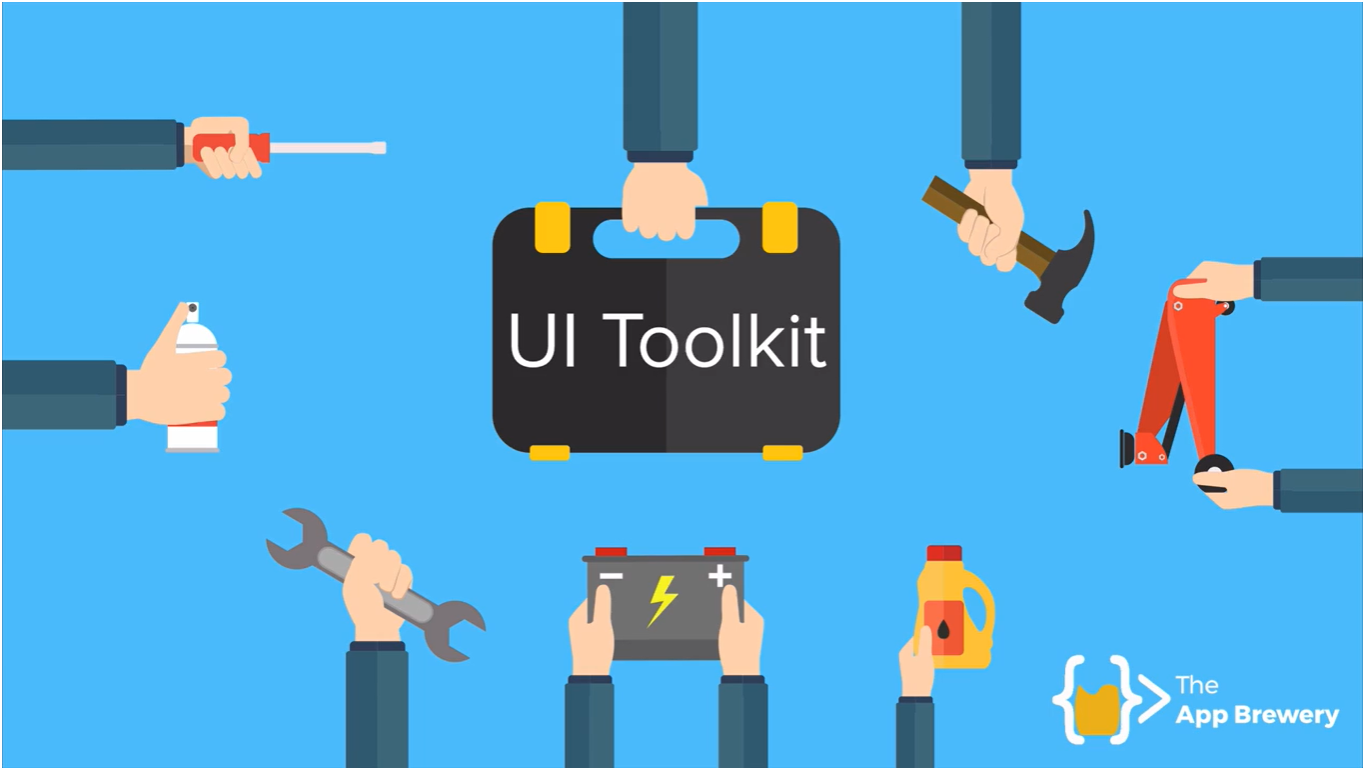 UI Toolkit
− +
The
App Brewery